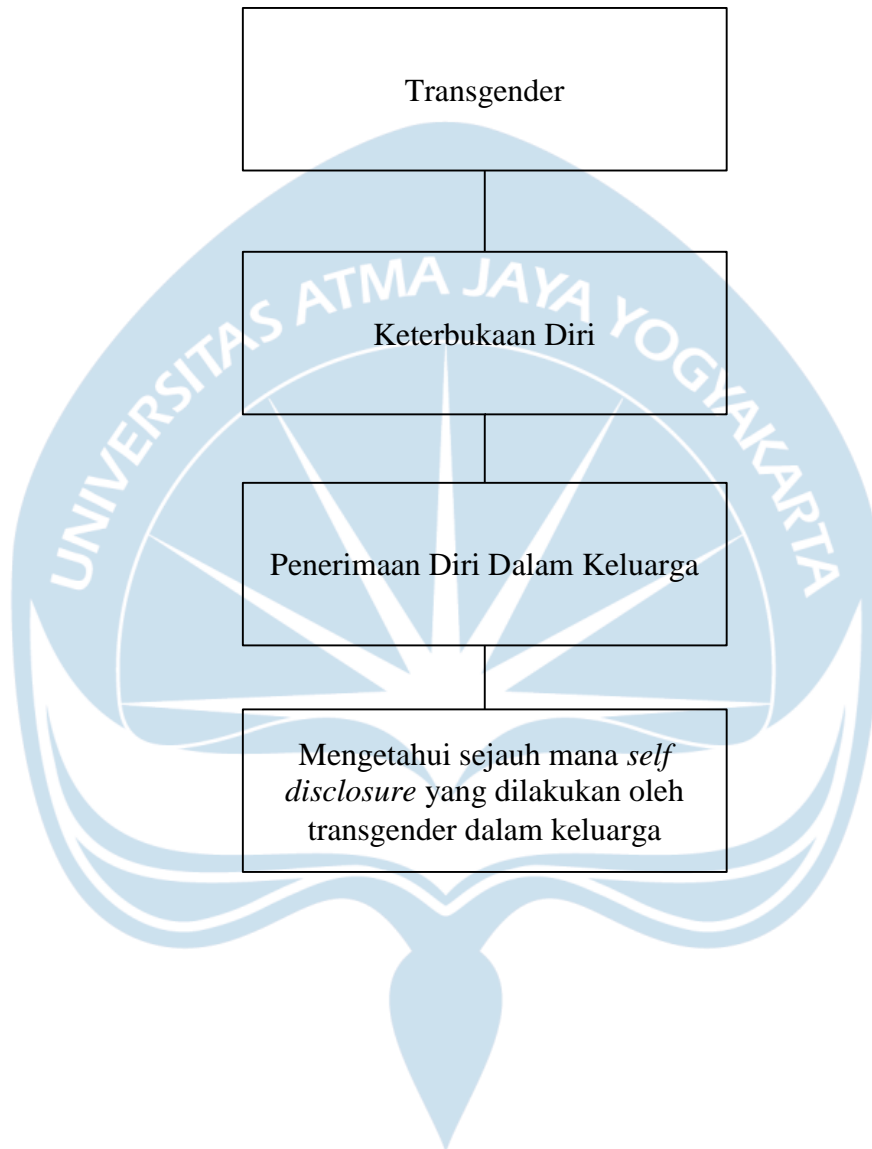 Transgender
UNIVERSITAS ATMA JAYA YOGYAKARTA
Keterbukaan Diri
Penerimaan Diri Dalam Keluarga
Mengetahui sejauh mana self
disclosure yang dilakukan oleh
transgender dalam keluarga